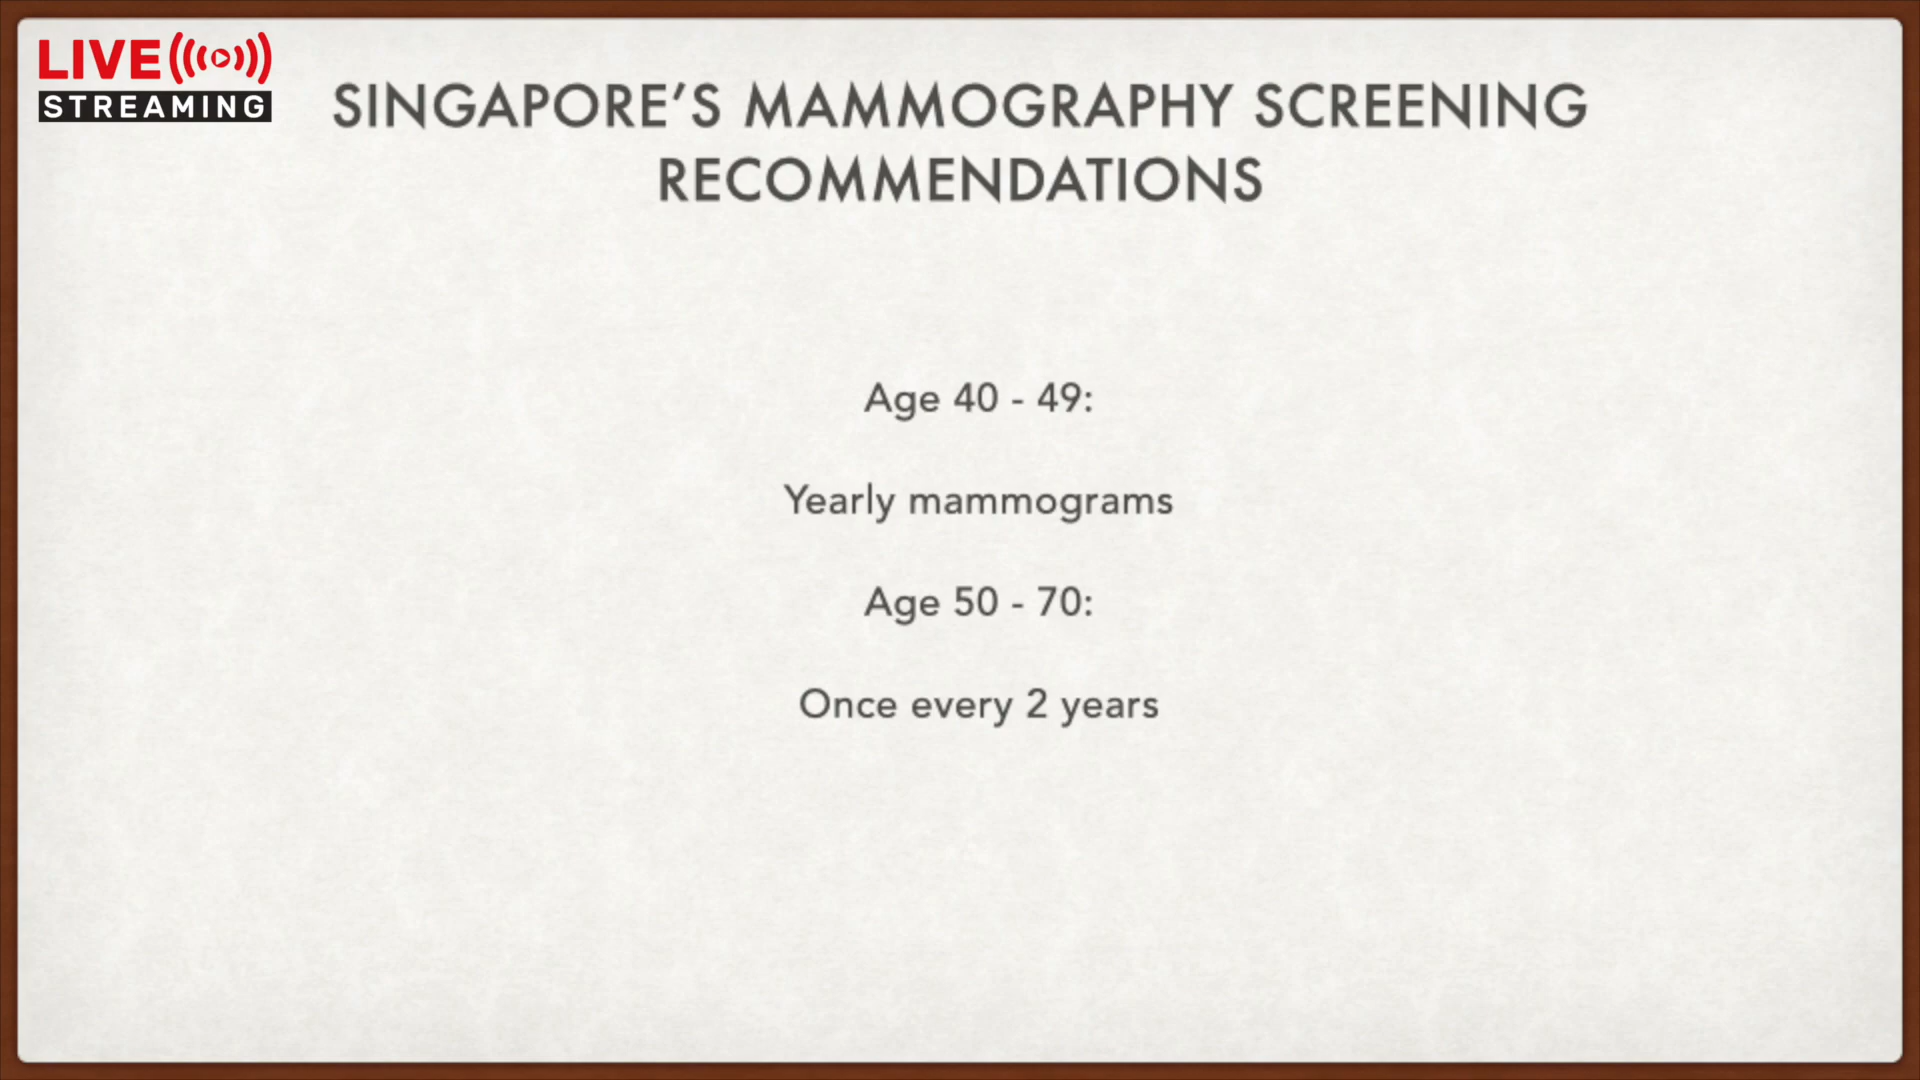 LIVE
STREAMING
SINGAPORE'S MAMMOGRAPHY SCREENING
RECOMMENDATIONS
Age 40 - 49:
Yearly mammograms
Age 50 - 70:
Once every 2 years